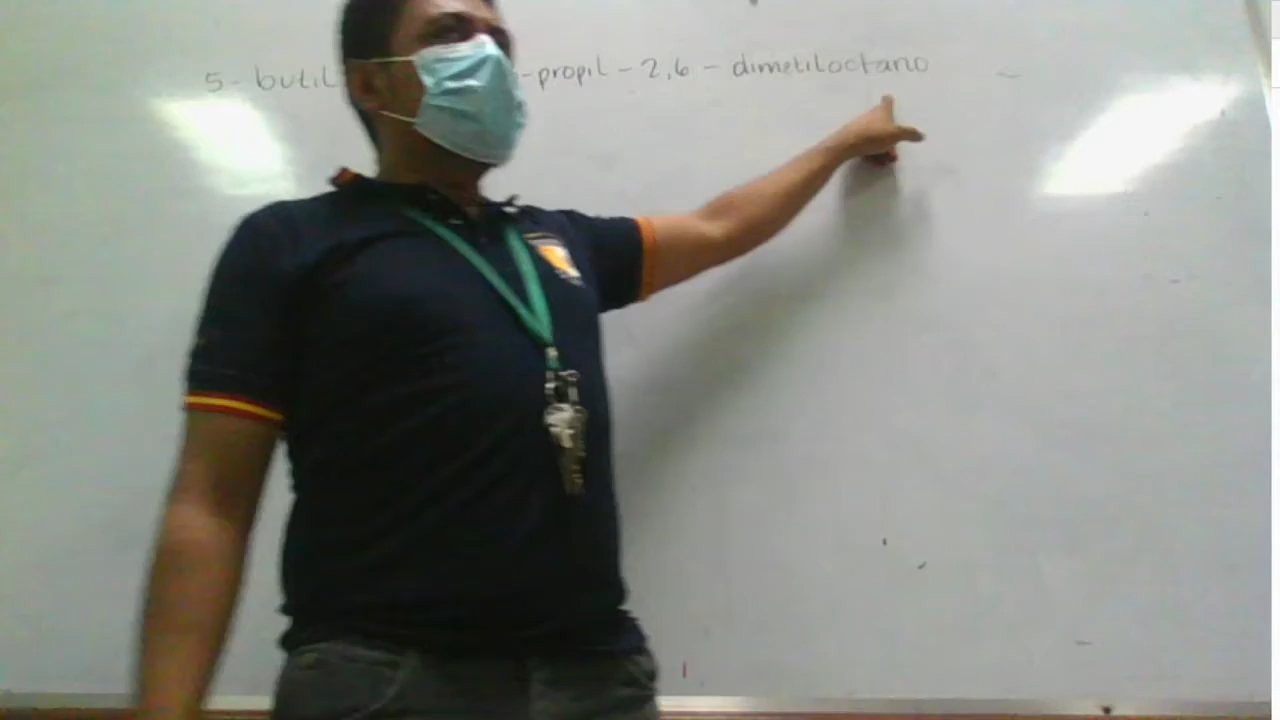 5 - butil -propil - 2,6 - dimetiloctano